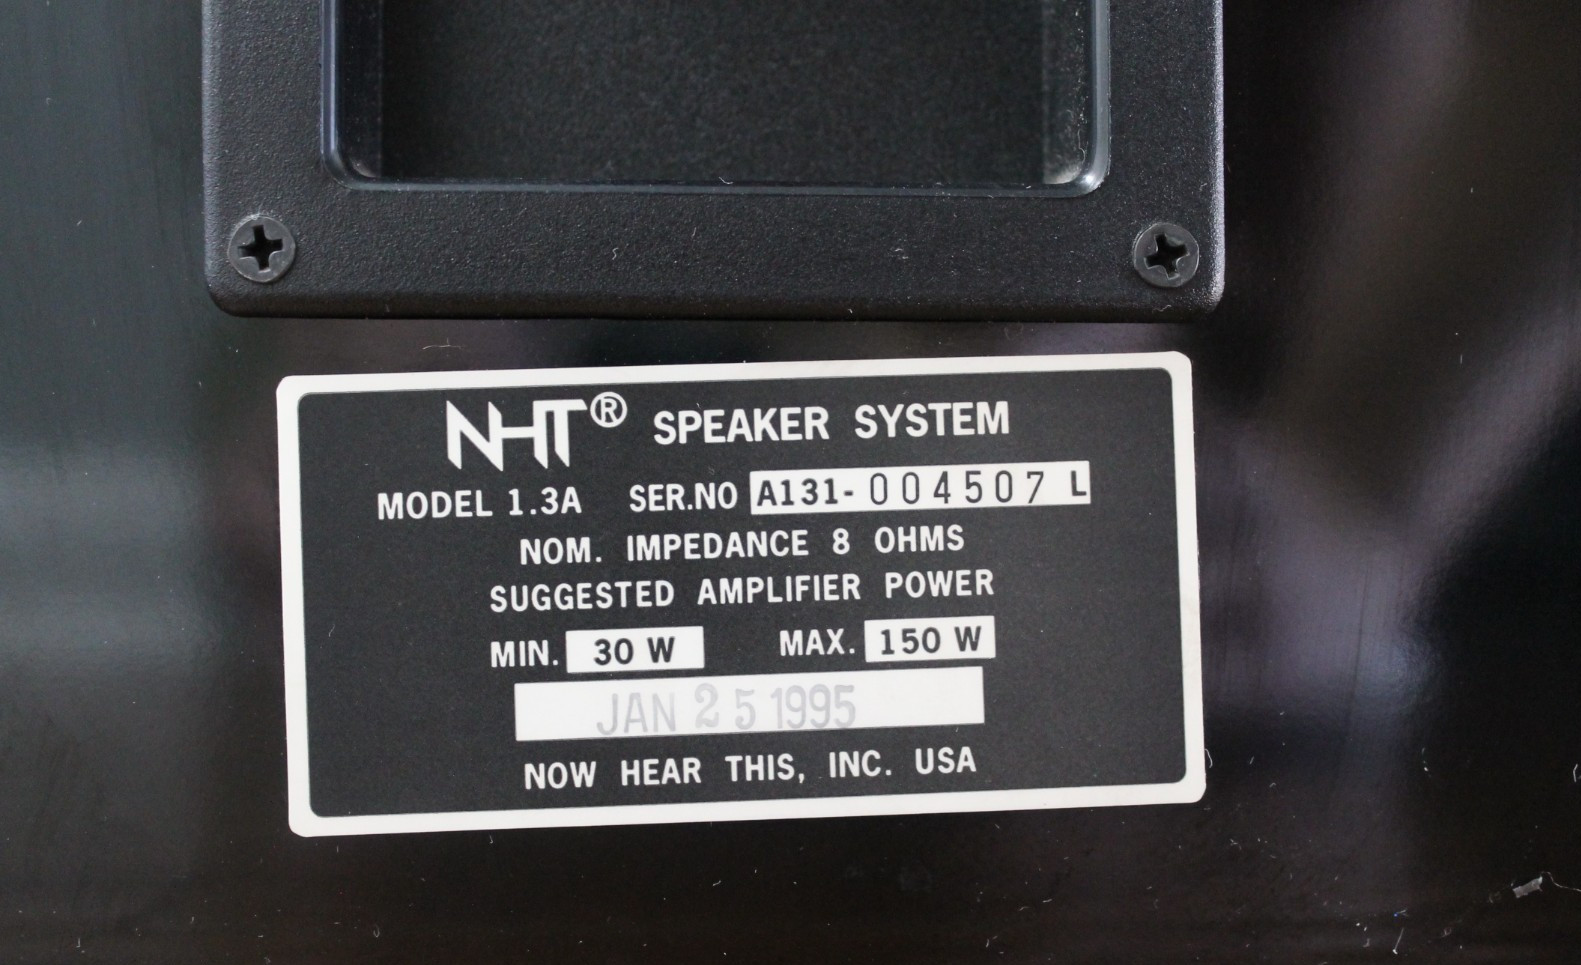 NHT® SPEAKER SYSTEM
MODEL 1.3A SER.NO A131-004507 L
NOM. IMPEDANCE 8 OHMS
SUGGESTED AMPLIFIER POWER
MIN. 30 W MAX. 150 W
JAN 25 1995
NOW HEAR THIS, INC. USA